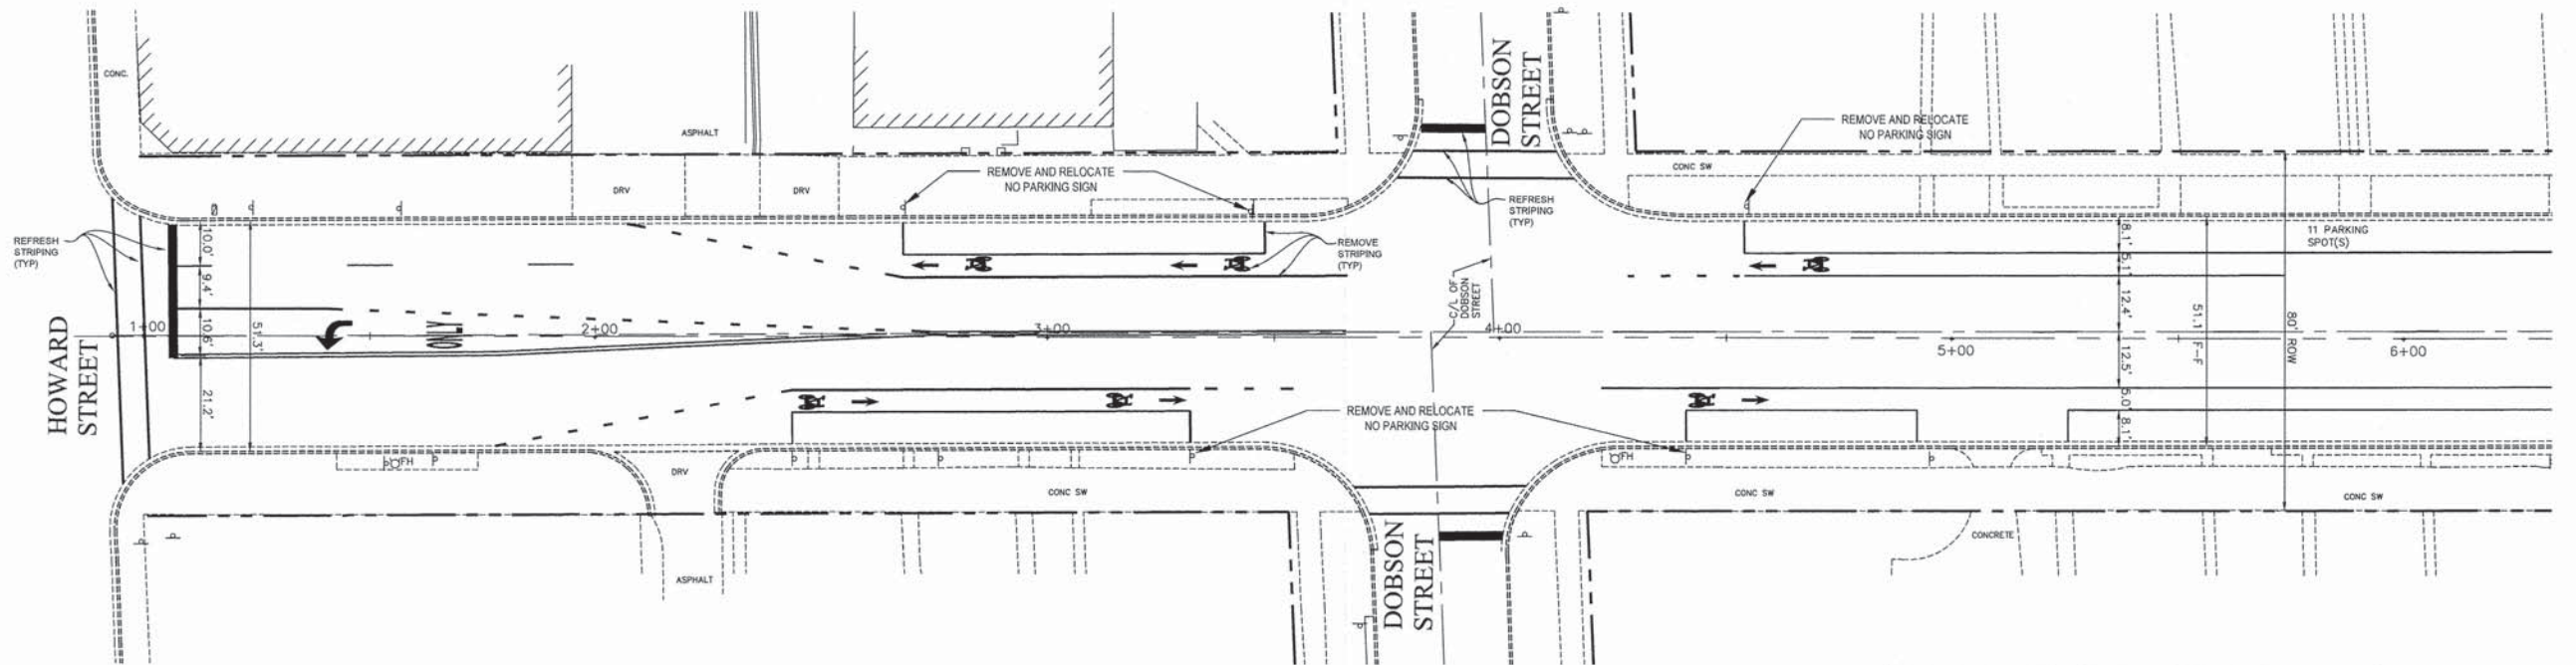 CONC.
ASPHALT
DRV
DRV
REMOVE AND RELOCATE
NO PARKING SIGN
DOBSON
STREET
REMOVE AND RELOCATE
NO PARKING SIGN
CONC SW
REFRESH
STRIPING
(TYP)
REFRESH
STRIPING
(TYP)
REMOVE
STRIPING
(TYP)
11 PARKING
SPOT(S)
10.0'
9.4'
10.6'
21.2'
51.3'
HOWARD
STREET
1+00
ONLY
2+00
3+00
C/L OF
DOBSON
STREET
4+00
5+00
6+00
8.1'
5.1'
12.4'
12.5'
5.0'
8.1'
51.1' F-F
80' ROW
REMOVE AND RELOCATE
NO PARKING SIGN
FH
DRV
CONC SW
FH
CONC SW
CONC SW
DOBSON
STREET
ASPHALT
CONCRETE